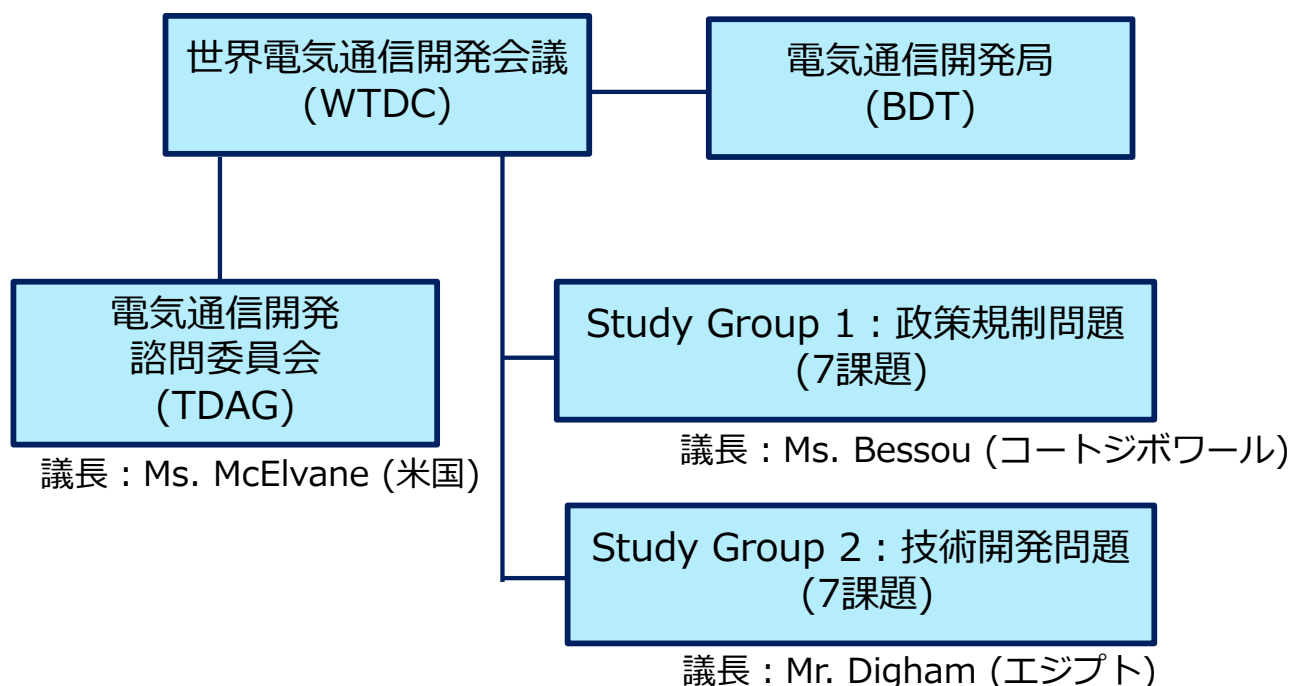 世界電気通信開発会議
(WTDC)
電気通信開発局
(BDT)
電気通信開発
諮問委員会
(TDAG)
議長：Ms. McElvane (米国)
Study Group 1：政策規制問題
(7課題)
議長：Ms. Bessou (コートジボワール)
Study Group 2：技術開発問題
(7課題)
議長：Mr. Digham (エジプト)